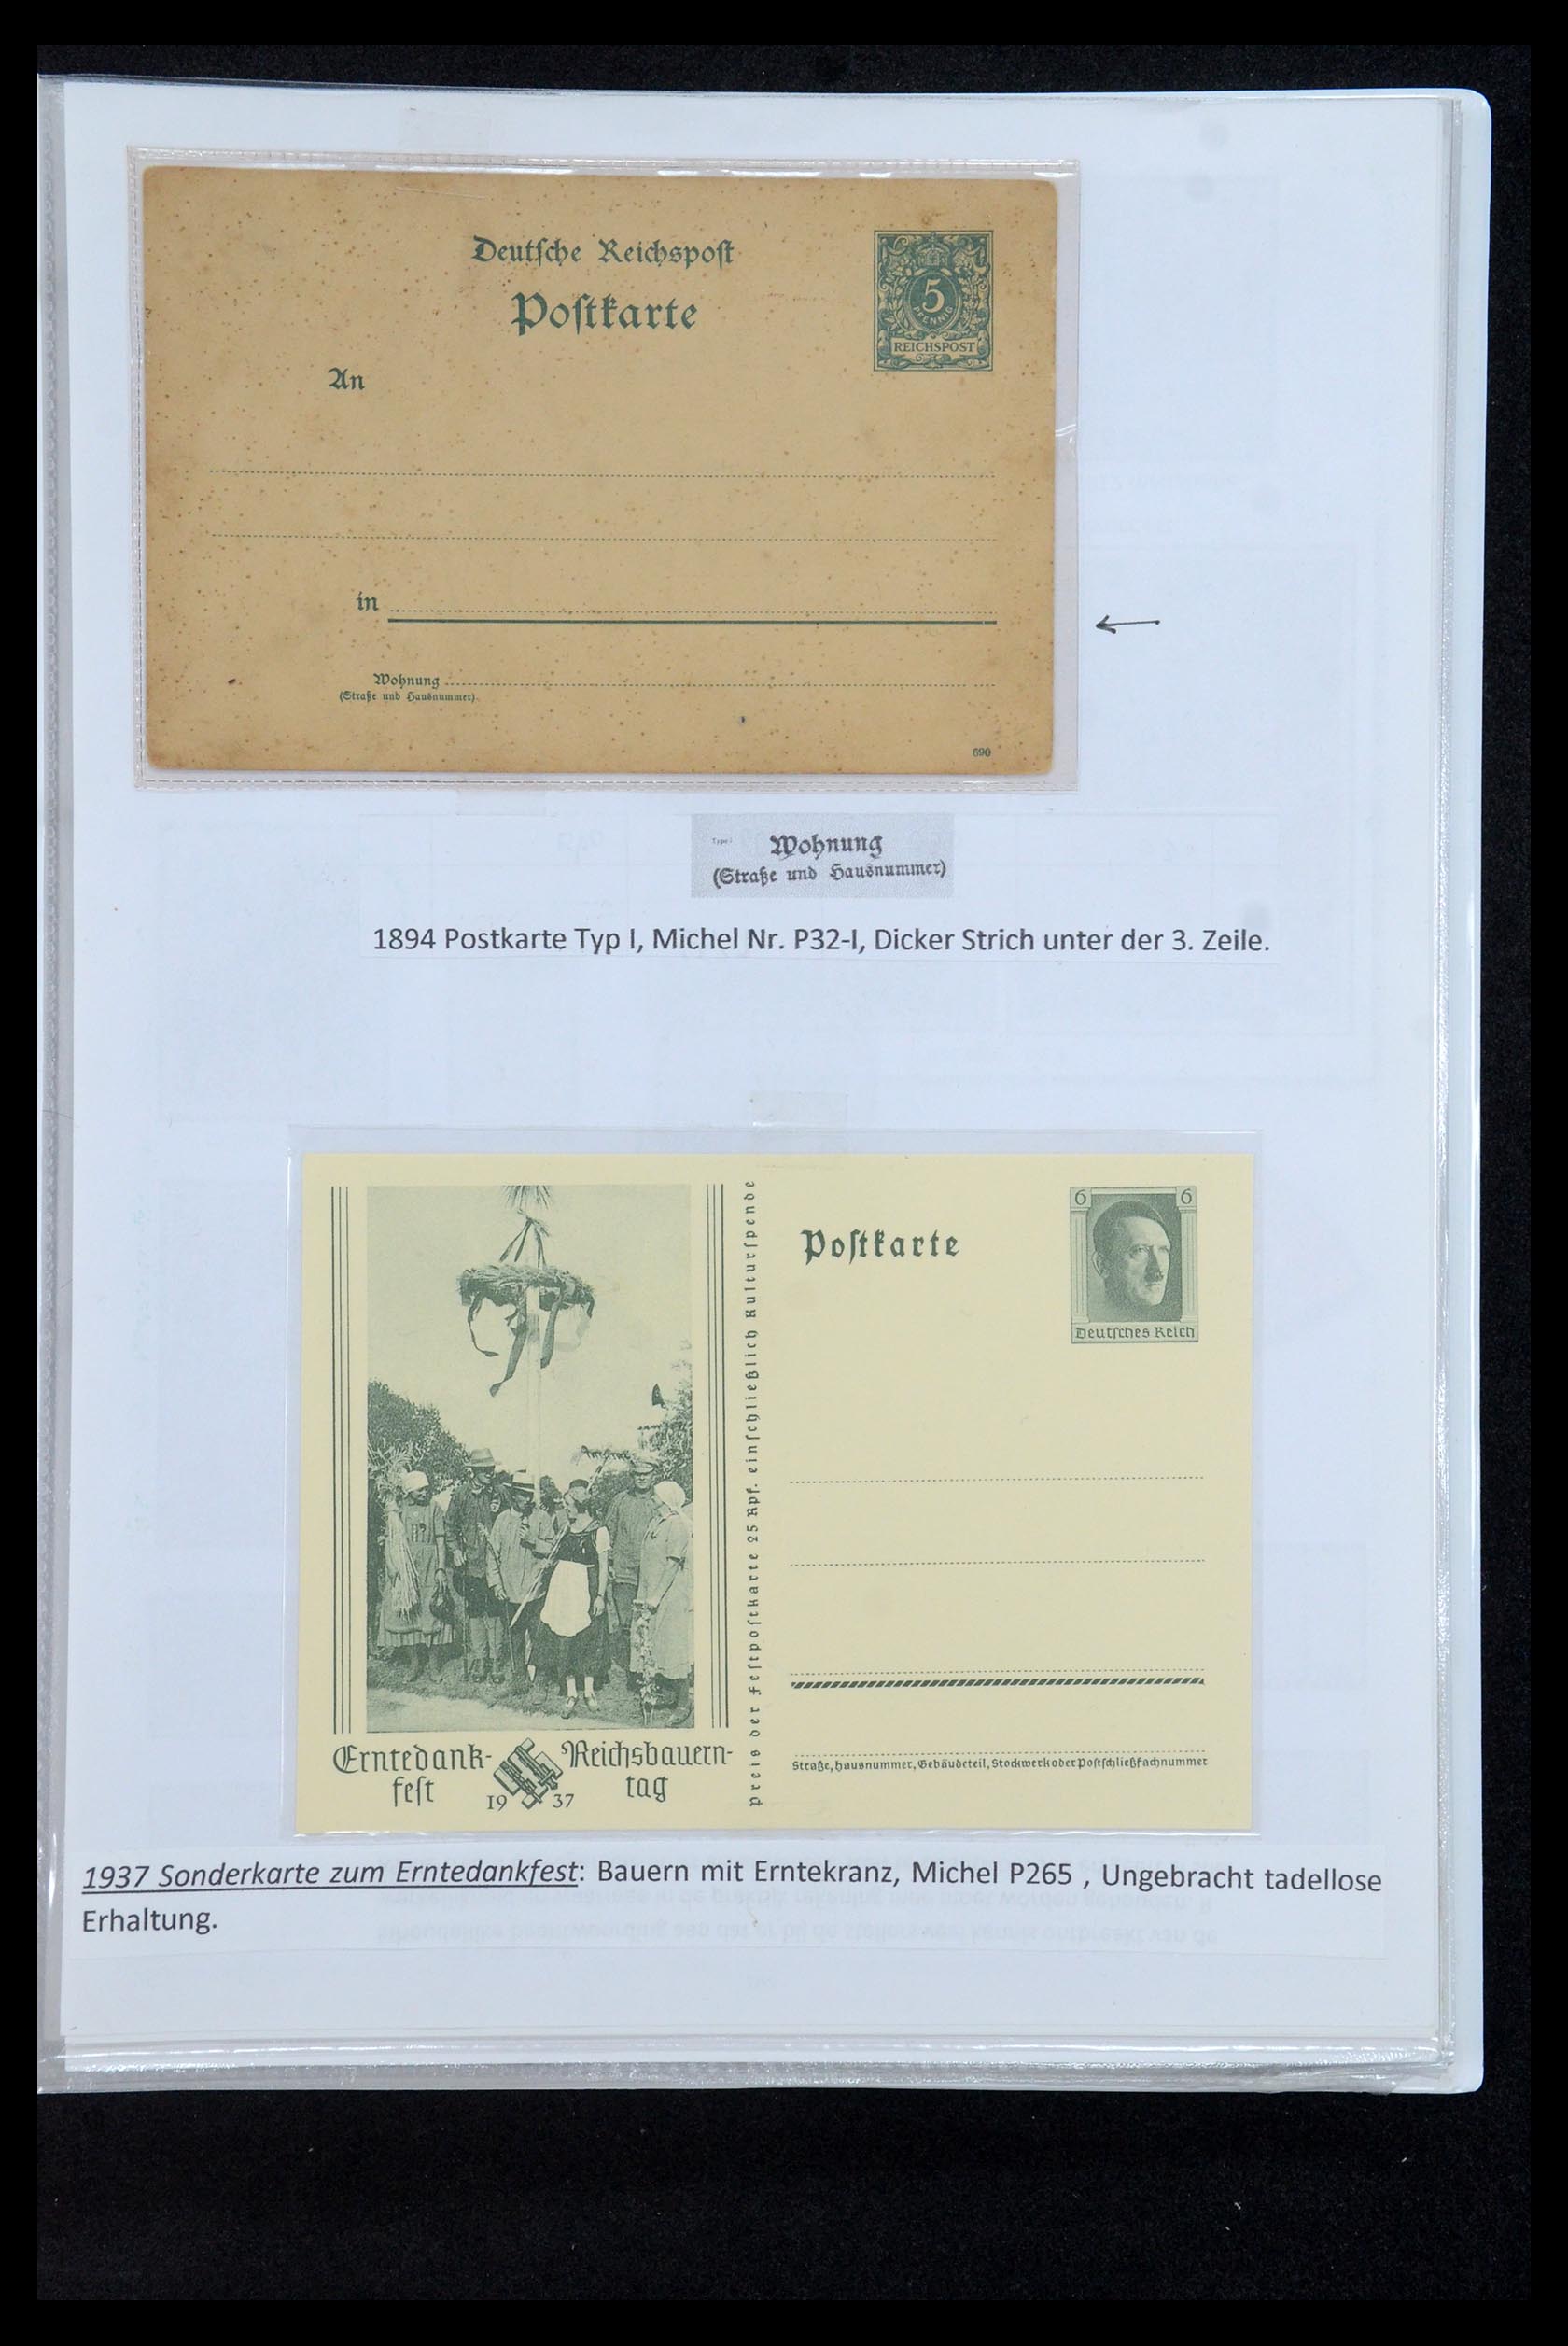 Deutſche Reichspoſt
Poſtkarte
5
PFENNIG
REICHSPOST
An
in
Wohnung
(Straße und Hausnummer)
690
Type I
Wohnung
(Straße und Hausnummer)
1894 Postkarte Typ I, Michel Nr. P32-I, Dicker Strich unter der 3. Zeile.
Preis der Feſtpoſtkarte 25 Rpf. einſchließlich Kulturſpende
Poſtkarte
6 6
Deutſches Reich
Erntedank-
feſt
19 37
Reichsbauern-
tag
Straße, Hausnummer, Gebäudeteil, Stockwerk oder Poſtſchließfachnummer
1937 Sonderkarte zum Erntedankfest: Bauern mit Erntekranz, Michel P265 , Ungebracht tadellose
Erhaltung.